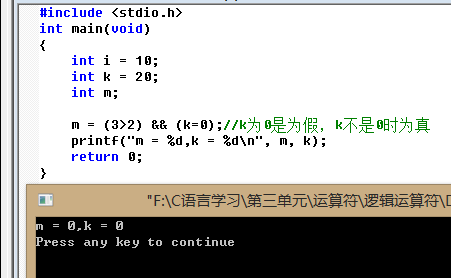 #include <stdio.h>
int main(void)
{
int i = 10;
int k = 20;
int m;
m = (3>2) && (k=0);//k为0是为假，k不是0时为真
printf("m = %d,k = %d\n", m, k);
return 0;
}
"F:\C语言学习\第三单元\运算符\逻辑运算符\D
m = 0,k = 0
Press any key to continue